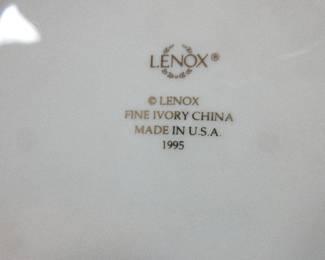 LENOX®
© LENOX
FINE IVORY CHINA
MADE IN U.S.A.
1995